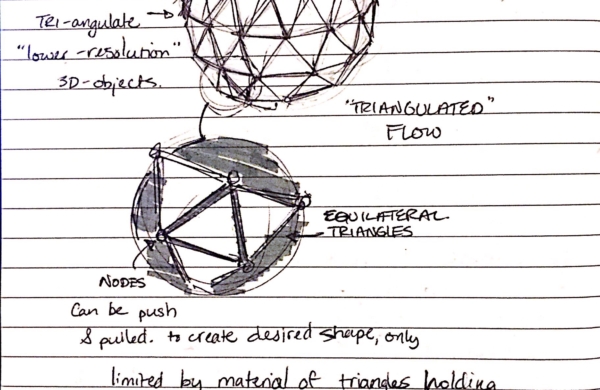 TRI-angulate
"lower-resolution"
3D-objects.
"TRIANGULATED"
FLOW
EQUILATERAL
TRIANGLES
NODES
Can be push
& pulled. to create desired shape, only
limited by material of triangles holding